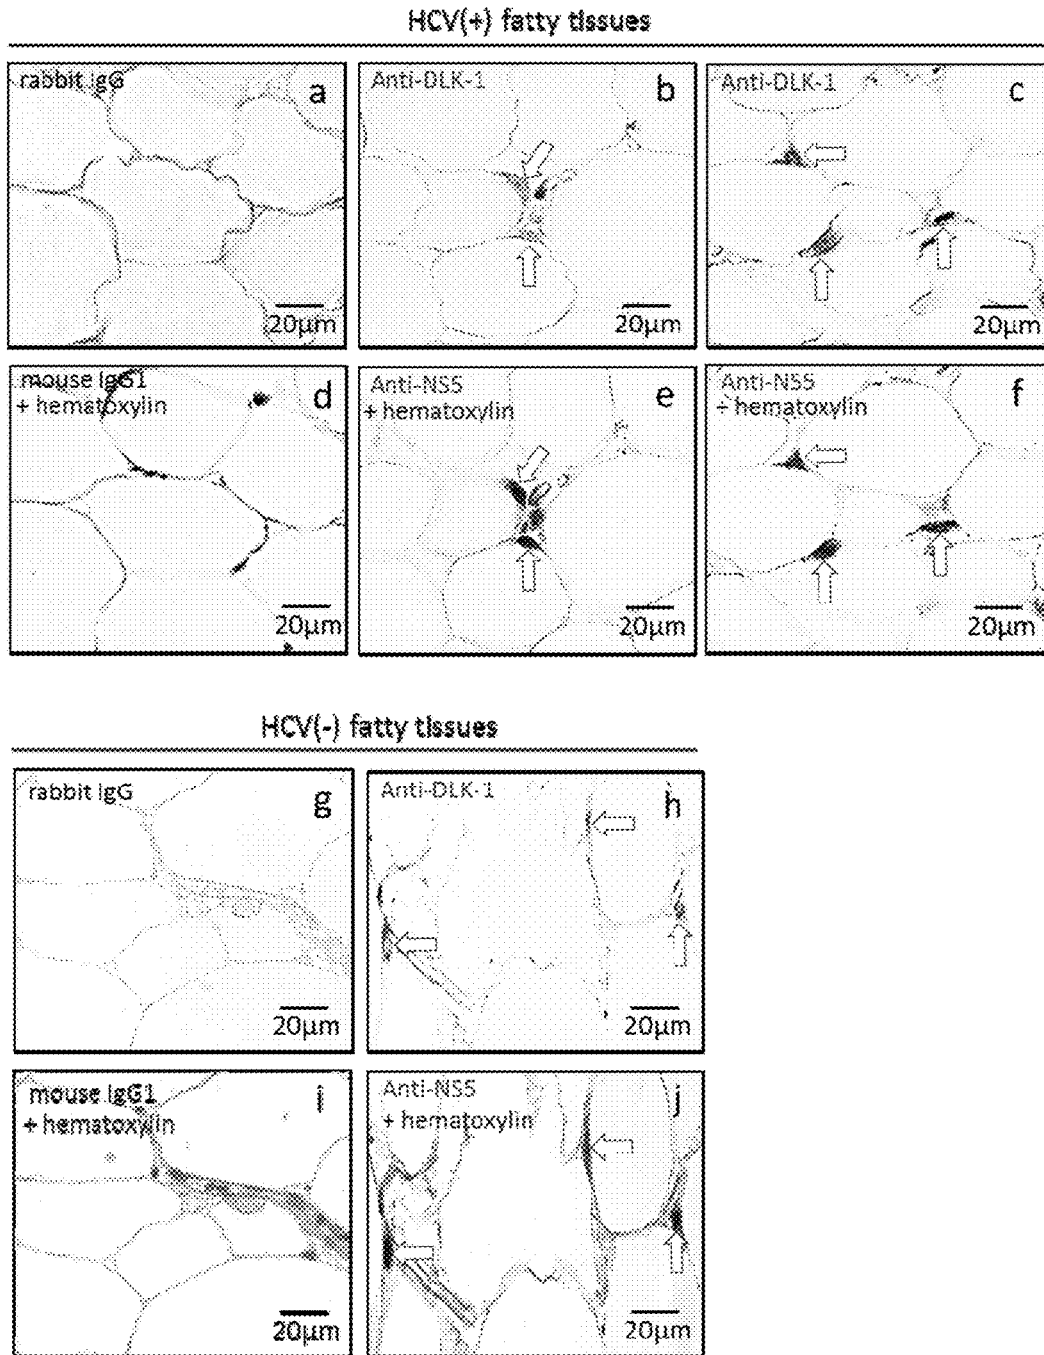 HCV(+) fatty tissues
rabbit IgG
a
20µm
Anti-DLK-1
b
20µm
Anti-DLK-1
c
20µm
mouse IgG1
+ hematoxylin
d
20µm
Anti-NS5
+ hematoxylin
e
20µm
Anti-NS5
+ hematoxylin
f
20µm
HCV(-) fatty tissues
rabbit IgG
g
20µm
Anti-DLK-1
h
20µm
mouse IgG1
+ hematoxylin
i
20µm
Anti-NS5
+ hematoxylin
j
20µm